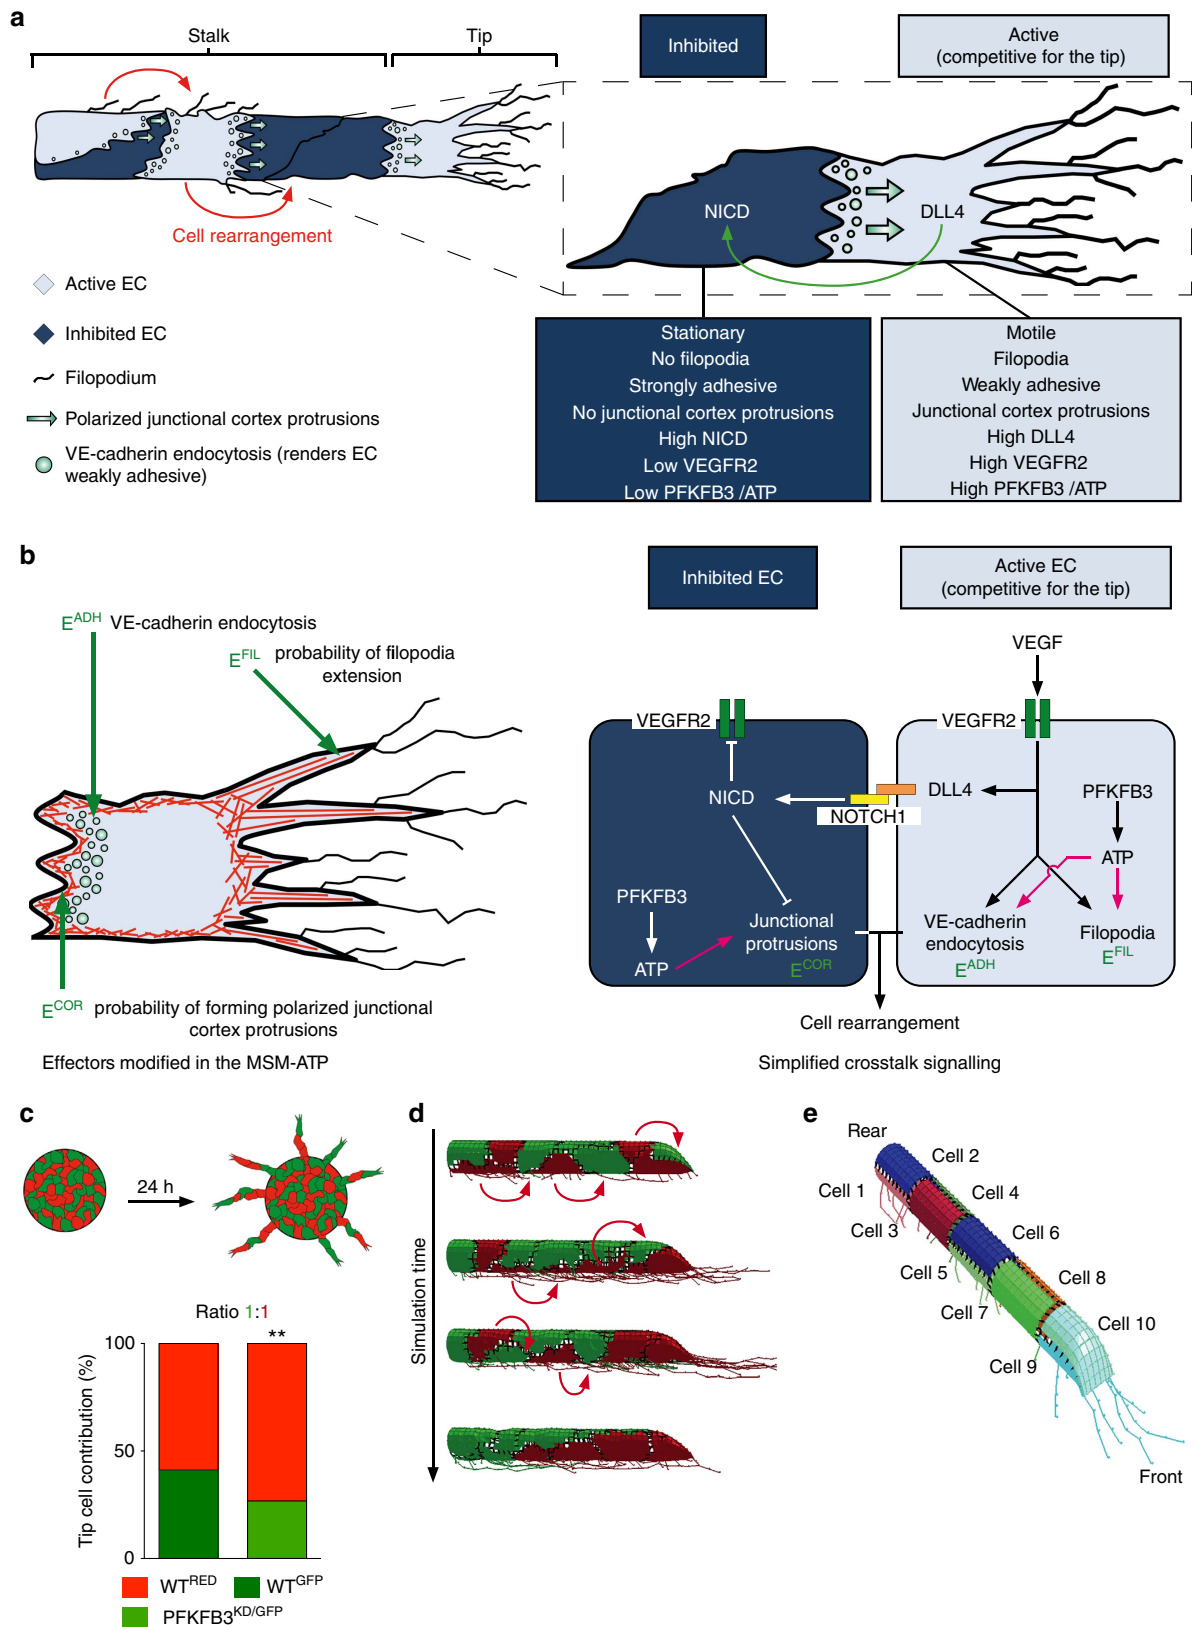 a
Stalk
Tip
Inhibited
Active
(competitive for the tip)
NICD
DLL4
Cell rearrangement
Active EC
Inhibited EC
Filopodium
Polarized junctional cortex protrusions
VE-cadherin endocytosis (renders EC
weakly adhesive)
Stationary
No filopodia
Strongly adhesive
No junctional cortex protrusions
High NICD
Low VEGFR2
Low PFKFB3 /ATP
Motile
Filopodia
Weakly adhesive
Junctional cortex protrusions
High DLL4
High VEGFR2
High PFKFB3 /ATP
b
E^ADH VE-cadherin endocytosis
E^FIL probability of filopodia
extension
E^COR probability of forming polarized junctional
cortex protrusions
Effectors modified in the MSM-ATP
Inhibited EC
Active EC
(competitive for the tip)
VEGF
VEGFR2
VEGFR2
NICD
NOTCH1
DLL4
PFKFB3
ATP
PFKFB3
ATP
Junctional
protrusions
E^COR
VE-cadherin
endocytosis
E^ADH
Filopodia
E^FIL
Cell rearrangement
Simplified crosstalk signalling
c
24 h
Ratio 1:1
**
100
50
0
Tip cell contribution (%)
WT^RED
WT^GFP
PFKFB3^KD/GFP
d
Simulation time
e
Rear
Cell 2
Cell 1
Cell 4
Cell 3
Cell 6
Cell 5
Cell 8
Cell 7
Cell 10
Cell 9
Front